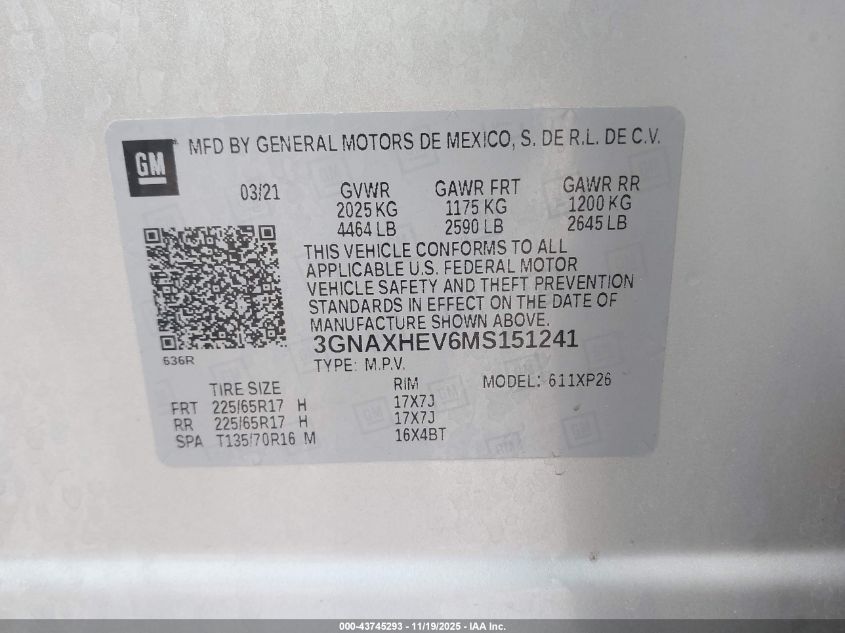 GM
MFD BY GENERAL MOTORS DE MEXICO, S. DE R.L. DE C.V.
03/21 GVWR GAWR FRT GAWR RR
2025 KG 1175 KG 1200 KG
4464 LB 2590 LB 2645 LB
THIS VEHICLE CONFORMS TO ALL
APPLICABLE U.S. FEDERAL MOTOR
VEHICLE SAFETY AND THEFT PREVENTION
STANDARDS IN EFFECT ON THE DATE OF
MANUFACTURE SHOWN ABOVE.
3GNAXHEV6MS151241
636R
TYPE: M.P.V.
TIRE SIZE RIM MODEL: 611XP26
FRT 225/65R17 H 17X7J
RR 225/65R17 H 17X7J
SPA T135/70R16 M 16X4BT
000-43745293 - 11/19/2025 - IAA Inc.